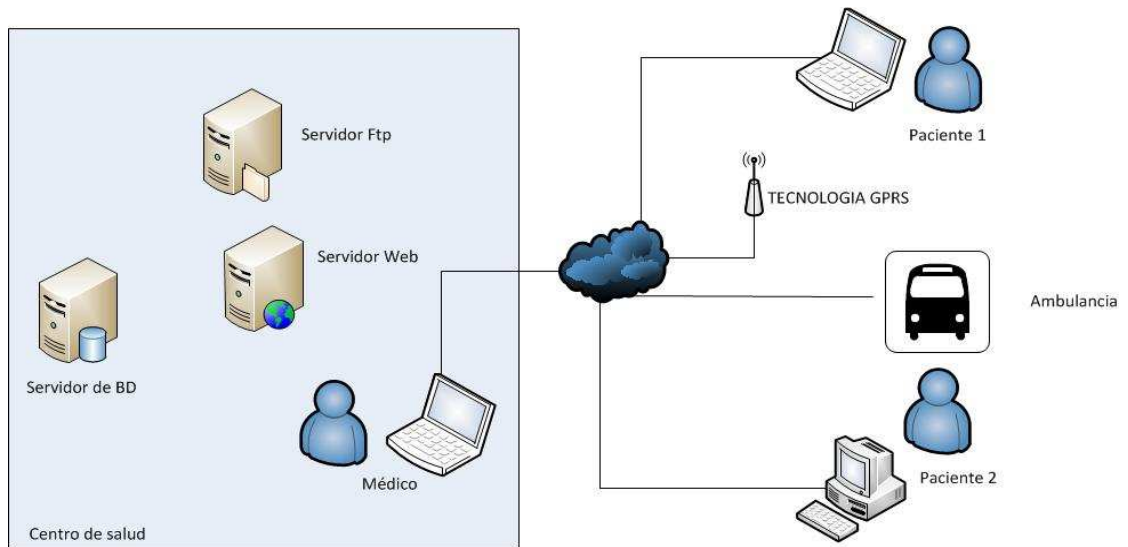 Servidor Ftp
Servidor Web
Servidor de BD
Médico
Centro de salud
Paciente 1
TECNOLOGIA GPRS
Ambulancia
Paciente 2